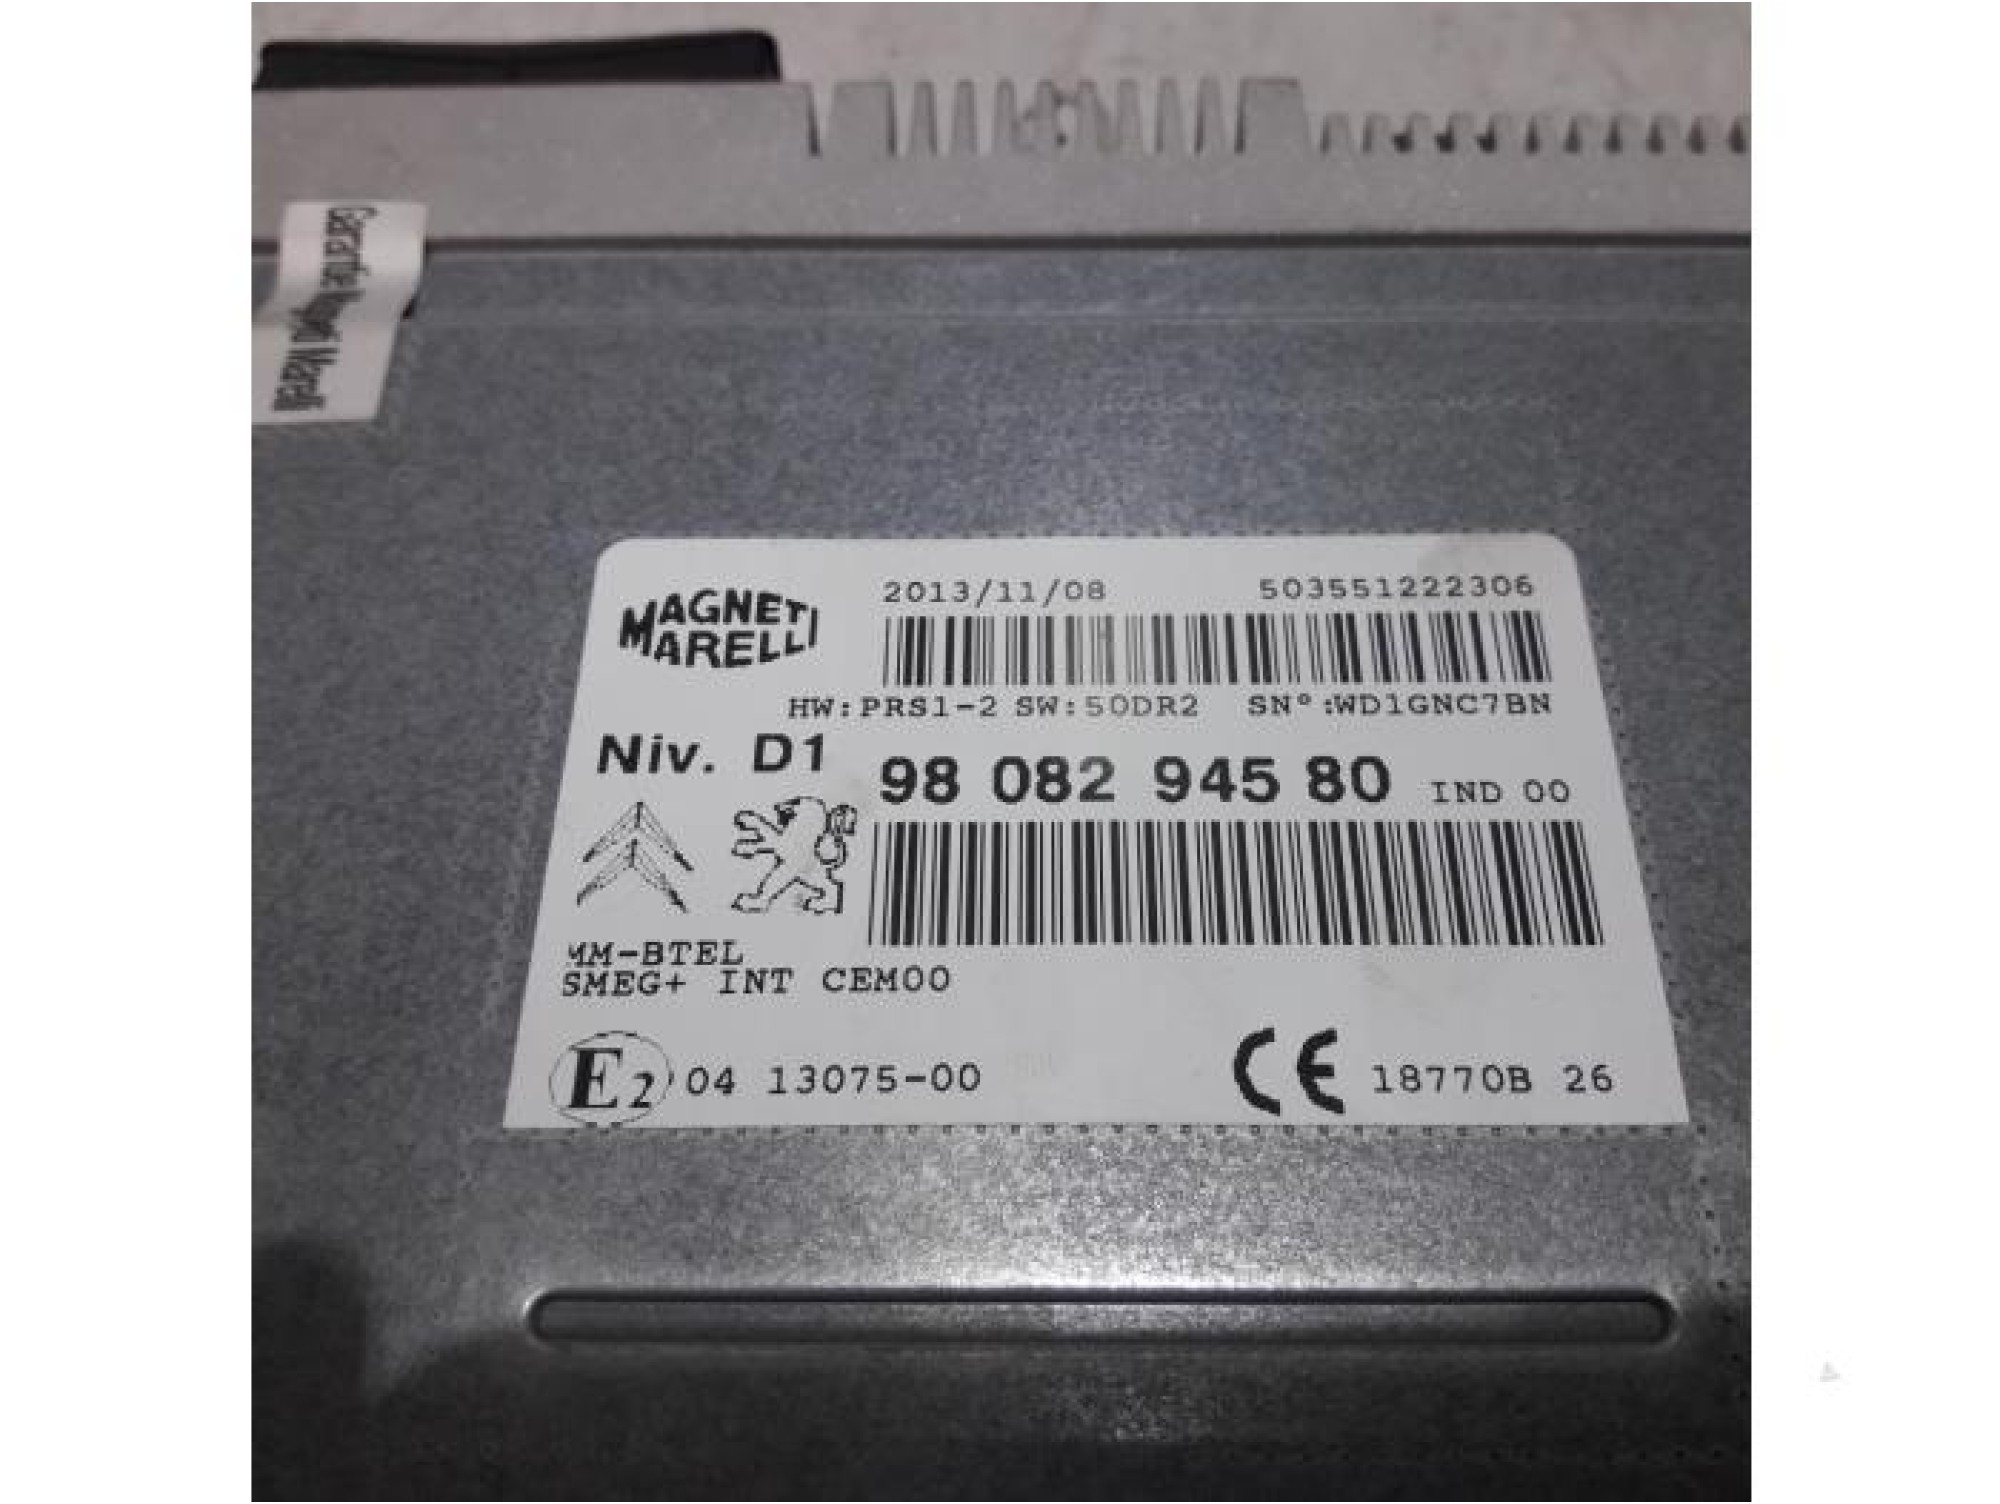 Garantie Magneti Marelli
MAGNETI MARELLI
2013/11/08 503551222306
HW:PRS1-2 SW:50DR2 SN°:WD1GNC7BN
Niv. D1
98 082 945 80 IND 00
MM-BTEL
SMEG+ INT CEM00
E2 04 13075-00
CE 18770B 26